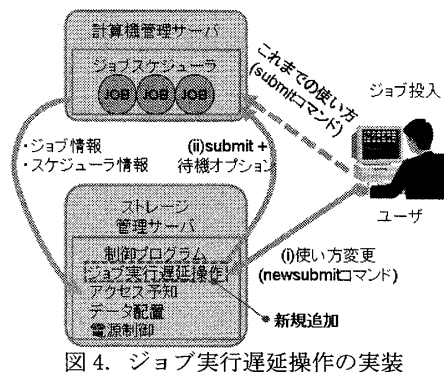 計算機管理サーバ
ジョブスケジューラ
JOB JOB JOB
これまでの使い方
(submitコマンド)
ジョブ投入
・ジョブ情報
・スケジューラ情報
(ii)submit +
待機オプション
ユーザ
ストレージ
管理サーバ
制御プログラム
ジョブ実行遅延操作
アクセス予知
データ配置
電源制御
(i)使い方変更
(newsubmitコマンド)
新規追加
図 4. ジョブ実行遅延操作の実装